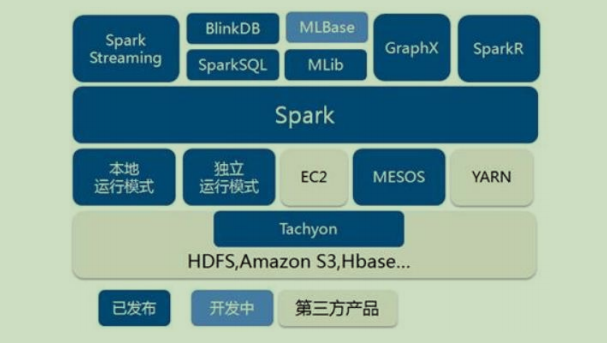 Spark
Streaming
BlinkDB
MLBase
GraphX
SparkR
SparkSQL
MLib
Spark
本地
运行模式
独立
运行模式
EC2
MESOS
YARN
Tachyon
HDFS,Amazon S3,Hbase...
已发布
开发中
第三方产品